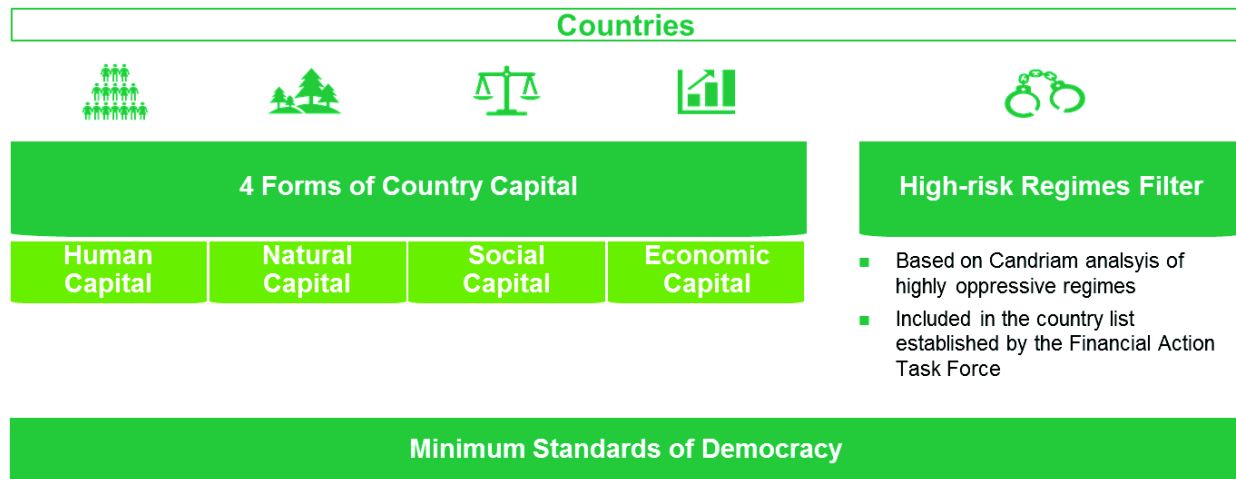 Countries
4 Forms of Country Capital
High-risk Regimes Filter
Human
Capital
Natural
Capital
Social
Capital
Economic
Capital
Based on Candriam analsyis of
highly oppressive regimes
Included in the country list
established by the Financial Action
Task Force
Minimum Standards of Democracy